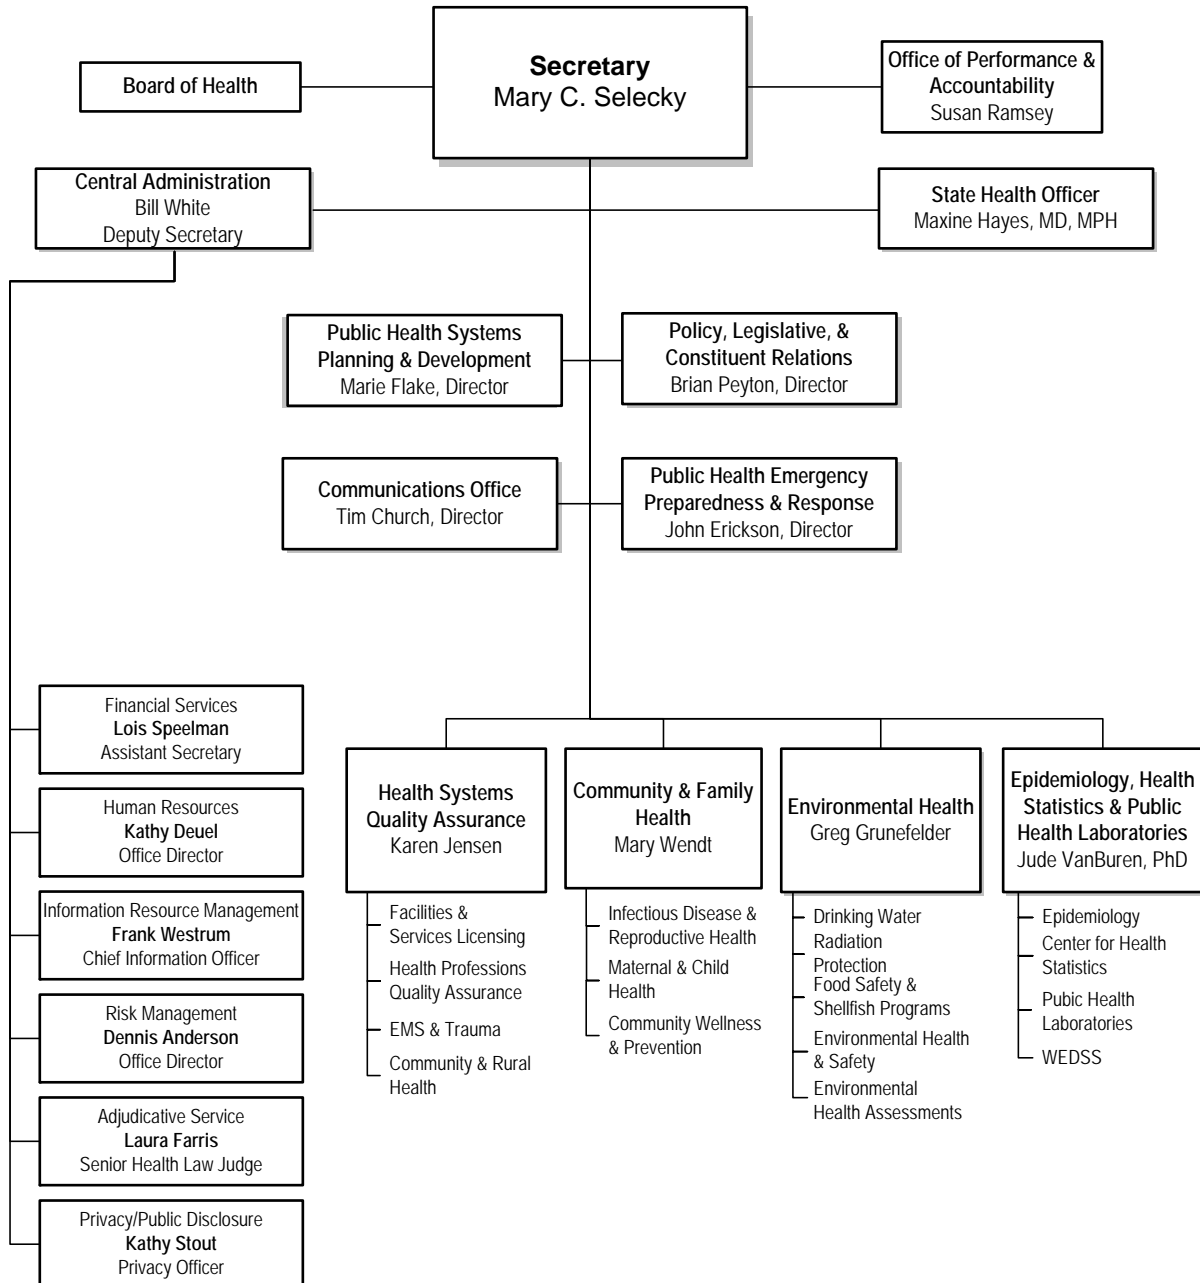 Board of Health
Secretary
Mary C. Selecky
Office of Performance &
Accountability
Susan Ramsey
Central Administration
Bill White
Deputy Secretary
State Health Officer
Maxine Hayes, MD, MPH
Public Health Systems
Planning & Development
Marie Flake, Director
Policy, Legislative, &
Constituent Relations
Brian Peyton, Director
Communications Office
Tim Church, Director
Public Health Emergency
Preparedness & Response
John Erickson, Director
Financial Services
Lois Speelman
Assistant Secretary
Human Resources
Kathy Deuel
Office Director
Information Resource Management
Frank Westrum
Chief Information Officer
Risk Management
Dennis Anderson
Office Director
Adjudicative Service
Laura Farris
Senior Health Law Judge
Privacy/Public Disclosure
Kathy Stout
Privacy Officer
Health Systems
Quality Assurance
Karen Jensen
Facilities &
Services Licensing
Health Professions
Quality Assurance
EMS & Trauma
Community & Rural
Health
Community & Family
Health
Mary Wendt
Infectious Disease &
Reproductive Health
Maternal & Child
Health
Community Wellness
& Prevention
Environmental Health
Greg Grunefelder
Drinking Water
Radiation
Protection
Food Safety &
Shellfish Programs
Environmental Health
& Safety
Environmental
Health Assessments
Epidemiology, Health
Statistics & Public
Health Laboratories
Jude VanBuren, PhD
Epidemiology
Center for Health
Statistics
Pubic Health
Laboratories
WEDSS